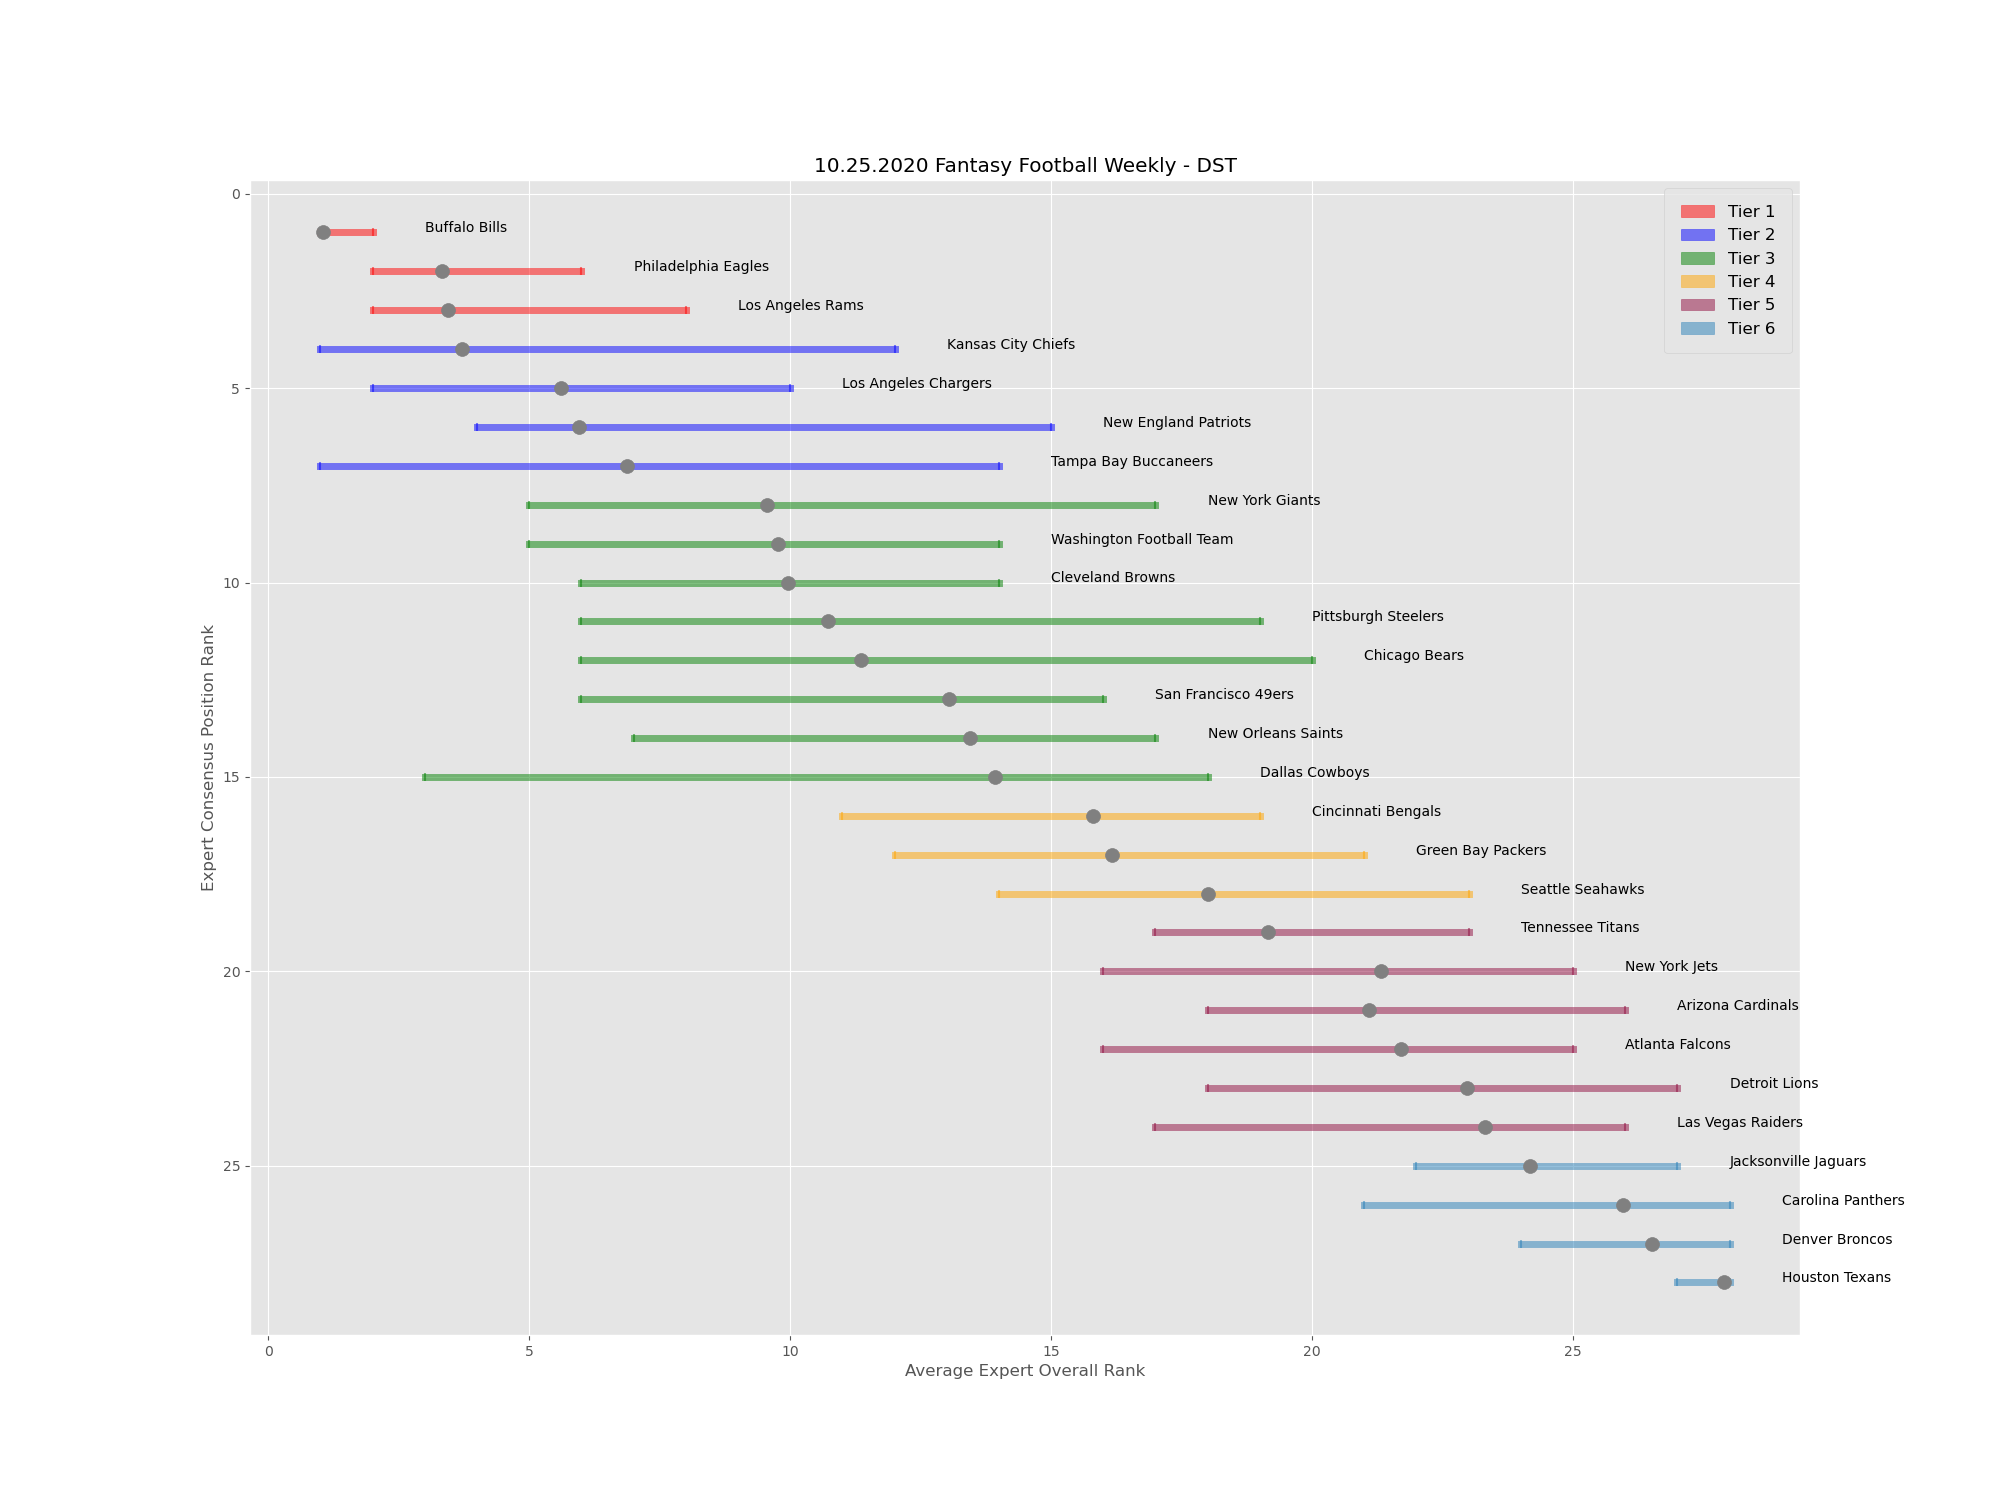 10.25.2020 Fantasy Football Weekly - DST
Tier 1
Tier 2
Tier 3
Tier 4
Tier 5
Tier 6
Buffalo Bills
Philadelphia Eagles
Los Angeles Rams
Kansas City Chiefs
Los Angeles Chargers
New England Patriots
Tampa Bay Buccaneers
New York Giants
Washington Football Team
Cleveland Browns
Pittsburgh Steelers
Chicago Bears
San Francisco 49ers
New Orleans Saints
Dallas Cowboys
Cincinnati Bengals
Green Bay Packers
Seattle Seahawks
Tennessee Titans
New York Jets
Arizona Cardinals
Atlanta Falcons
Detroit Lions
Las Vegas Raiders
Jacksonville Jaguars
Carolina Panthers
Denver Broncos
Houston Texans
0
5
10
15
20
25
Expert Consensus Position Rank
0 5 10 15 20 25
Average Expert Overall Rank